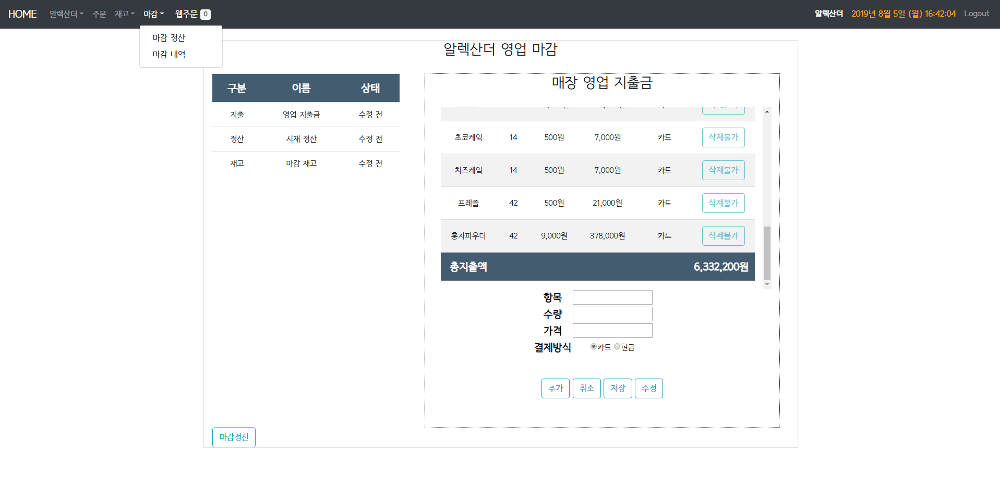 HOME 알렉산더 주문 재고 마감 웹주문 0 알렉산더 2019년 8월 5일 (월) 16:42:04 Logout
마감 정산
마감 내역
알렉산더 영업 마감
구분 이름 상태
지출 영업 지출금 수정 전
정산 시재 정산 수정 전
재고 마감 재고 수정 전
마감정산
매장 영업 지출금
초코케잌 14 500원 7,000원 카드 삭제불가
치즈케잌 14 500원 7,000원 카드 삭제불가
프레즐 42 500원 21,000원 카드 삭제불가
홍차파우더 42 9,000원 378,000원 카드 삭제불가
총지출액 6,332,200원
항목
수량
가격
결제방식 카드 현금
추가 취소 저장 수정